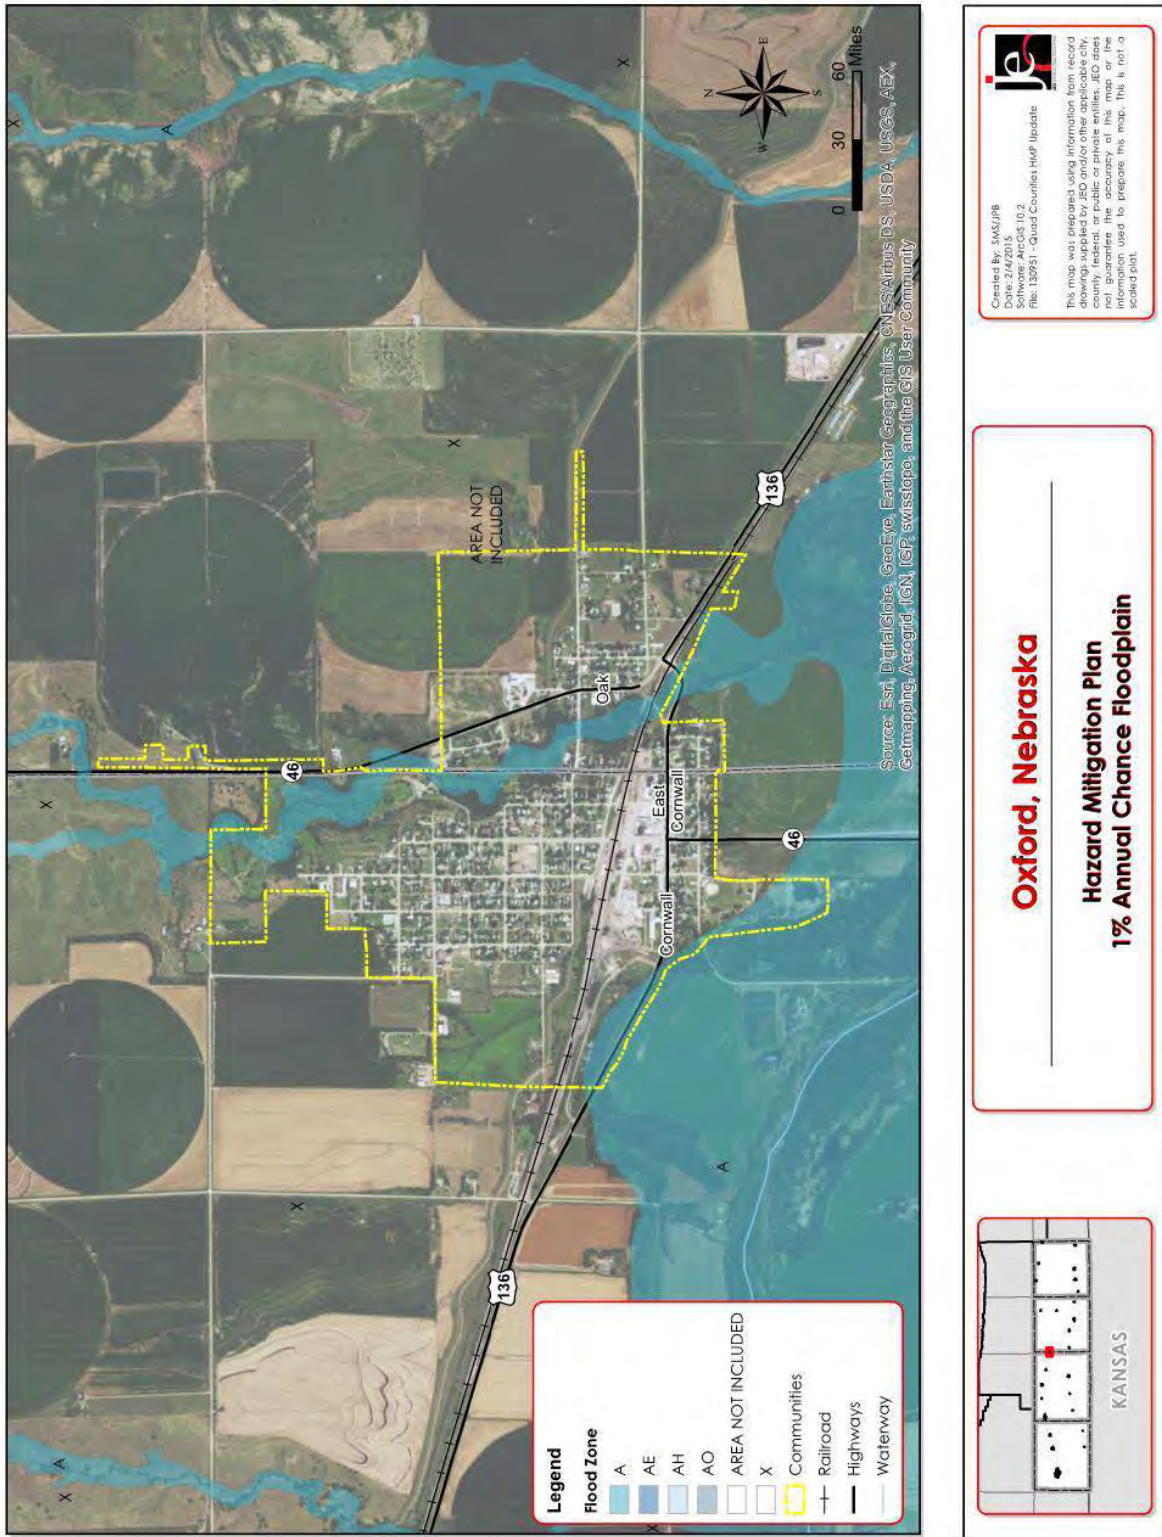 N
E
S
W
0 30 60 Miles
X
A
X
X
AREA NOT
INCLUDED
46
Oak
136
East
Cornwall
Cornwall
46
X
X
A
136
A
X
X
Source: Esri, DigitalGlobe, GeoEye, Earthstar Geographics, CNES/Airbus DS, USDA, USGS, AEX,
Getmapping, Aerogrid, IGN, IGP, swisstopo, and the GIS User Community
Legend
Flood Zone
A
AE
AH
AO
AREA NOT INCLUDED
X
Communities
Railroad
Highways
Waterway
KANSAS
Oxford, Nebraska
Hazard Mitigation Plan
1% Annual Chance Floodplain
Created By: SMS/JPB
Date: 2/4/2015
Software: ArcGIS 10.2
File: 130951 - Quad Counties HMP Update
jeo
This map was prepared using information from record
drawings supplied by JEO and/or other applicable city,
county, federal, or public or private entities. JEO does
not guarantee the accuracy of this map or the
information used to prepare this map. This is not a
scaled plat.